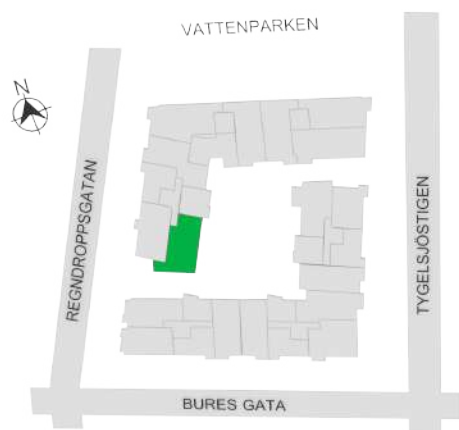 VATTENPARKEN
N
REGNDROPPSGATAN
TYGELSJÖSTIGEN
BURES GATA